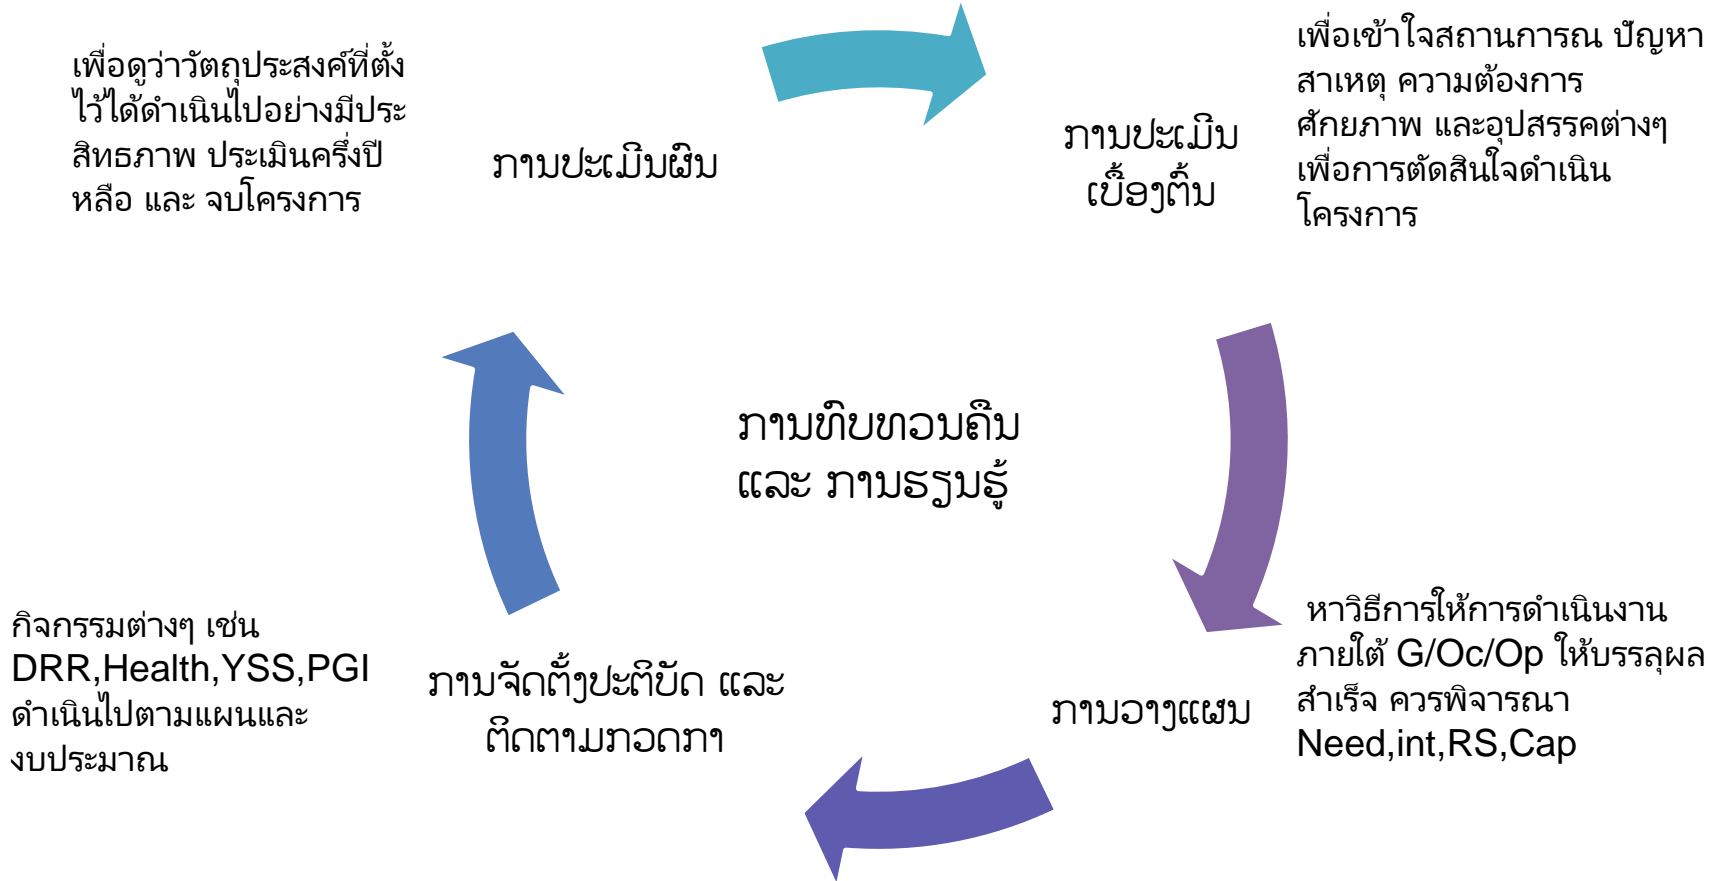 เพื่อดูว่าวัตถุประสงค์ที่ตั้ง
ไว้ได้ดำเนินไปอย่างมีประ
สิทธภาพ ประเมินครึ่งปี
หลือ และ จบโครงการ
ການປະເມີນຜົນ
ການປະເມີນ
ເບື້ອງຕົ້ນ
เพื่อเข้าใจสถานการณ ปัญหา
สาเหตุ ความต้องการ
ศักยภาพ และอุปสรรคต่างๆ
เพื่อการตัดสินใจดำเนิน
โครงการ
ການທົບທວນຄືນ
ແລະ ການຮຽນຮູ້
กิจกรรมต่างๆ เช่น
DRR,Health,YSS,PGI
ดำเนินไปตามแผนและ
งบประมาณ
ການຈັດຕັ້ງປະຕິບັດ ແລະ
ຕິດຕາມກວດກາ
ການວາງແຜນ
หาวิธีการให้การดำเนินงาน
ภายใต้ G/Oc/Op ให้บรรลุผล
สำเร็จ ควรพิจารณา
Need,int,RS,Cap